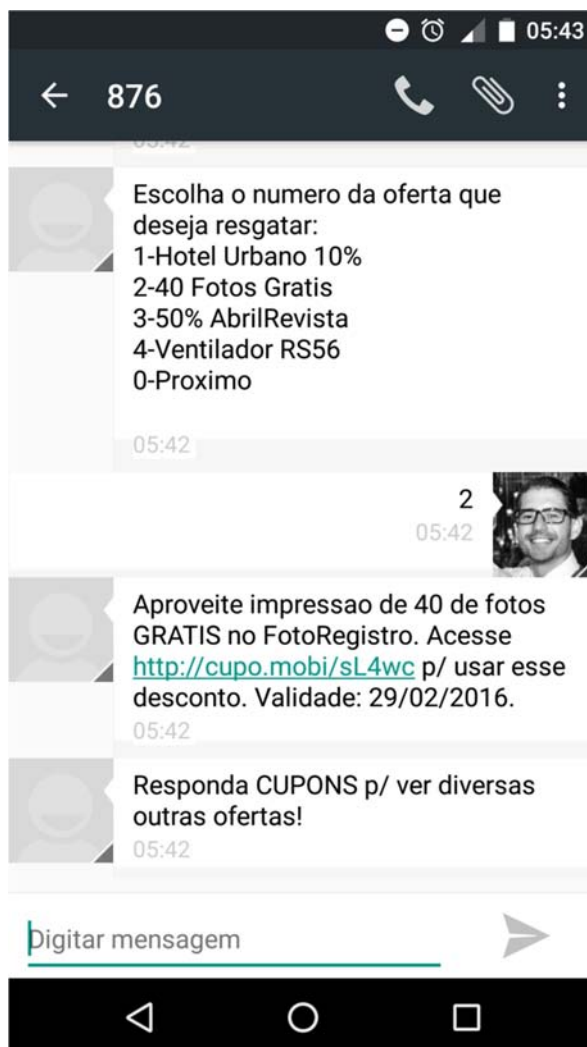 05:43
876
05:42
Escolha o numero da oferta que
deseja resgatar:
1-Hotel Urbano 10%
2-40 Fotos Gratis
3-50% AbrilRevista
4-Ventilador RS56
0-Proximo
05:42
2
05:42
Aproveite impressao de 40 de fotos
GRATIS no FotoRegistro. Acesse
http://cupo.mobi/sL4wc p/ usar esse
desconto. Validade: 29/02/2016.
05:42
Responda CUPONS p/ ver diversas
outras ofertas!
05:42
Digitar mensagem